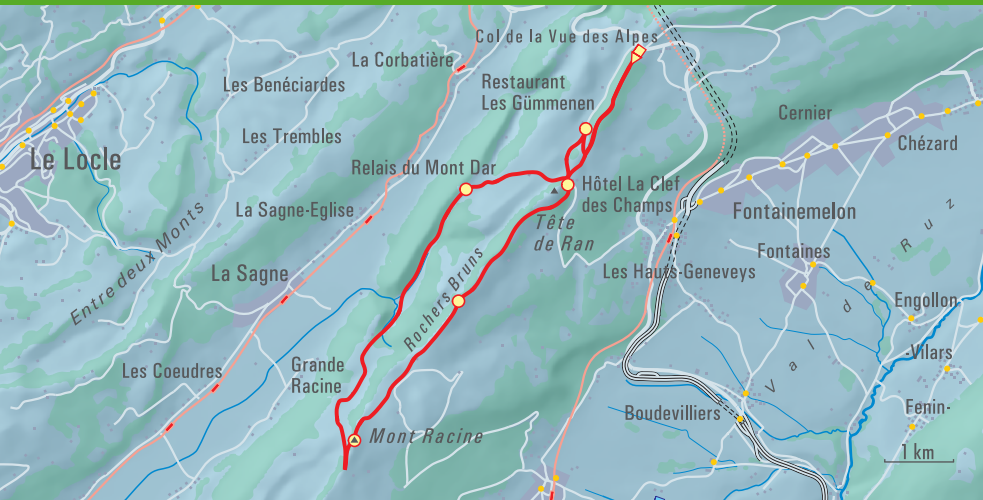 Col de la Vue des Alpes
La Corbatière
Restaurant
Les Gümmenen
Les Benéciardes
Cernier
Les Trembles
Chézard
Le Locle
Relais du Mont Dar
Hôtel La Clef
des Champs
La Sagne-Eglise
Fontainemelon
Tête
de Ran
Entre deux Monts
La Sagne
Les Hauts-Geneveys
Fontaines
Val de Ruz
Rochers Bruns
Engollon
Grande
Racine
Les Coeudres
-Vilars
Boudevilliers
Fenin-
Mont Racine
1 km